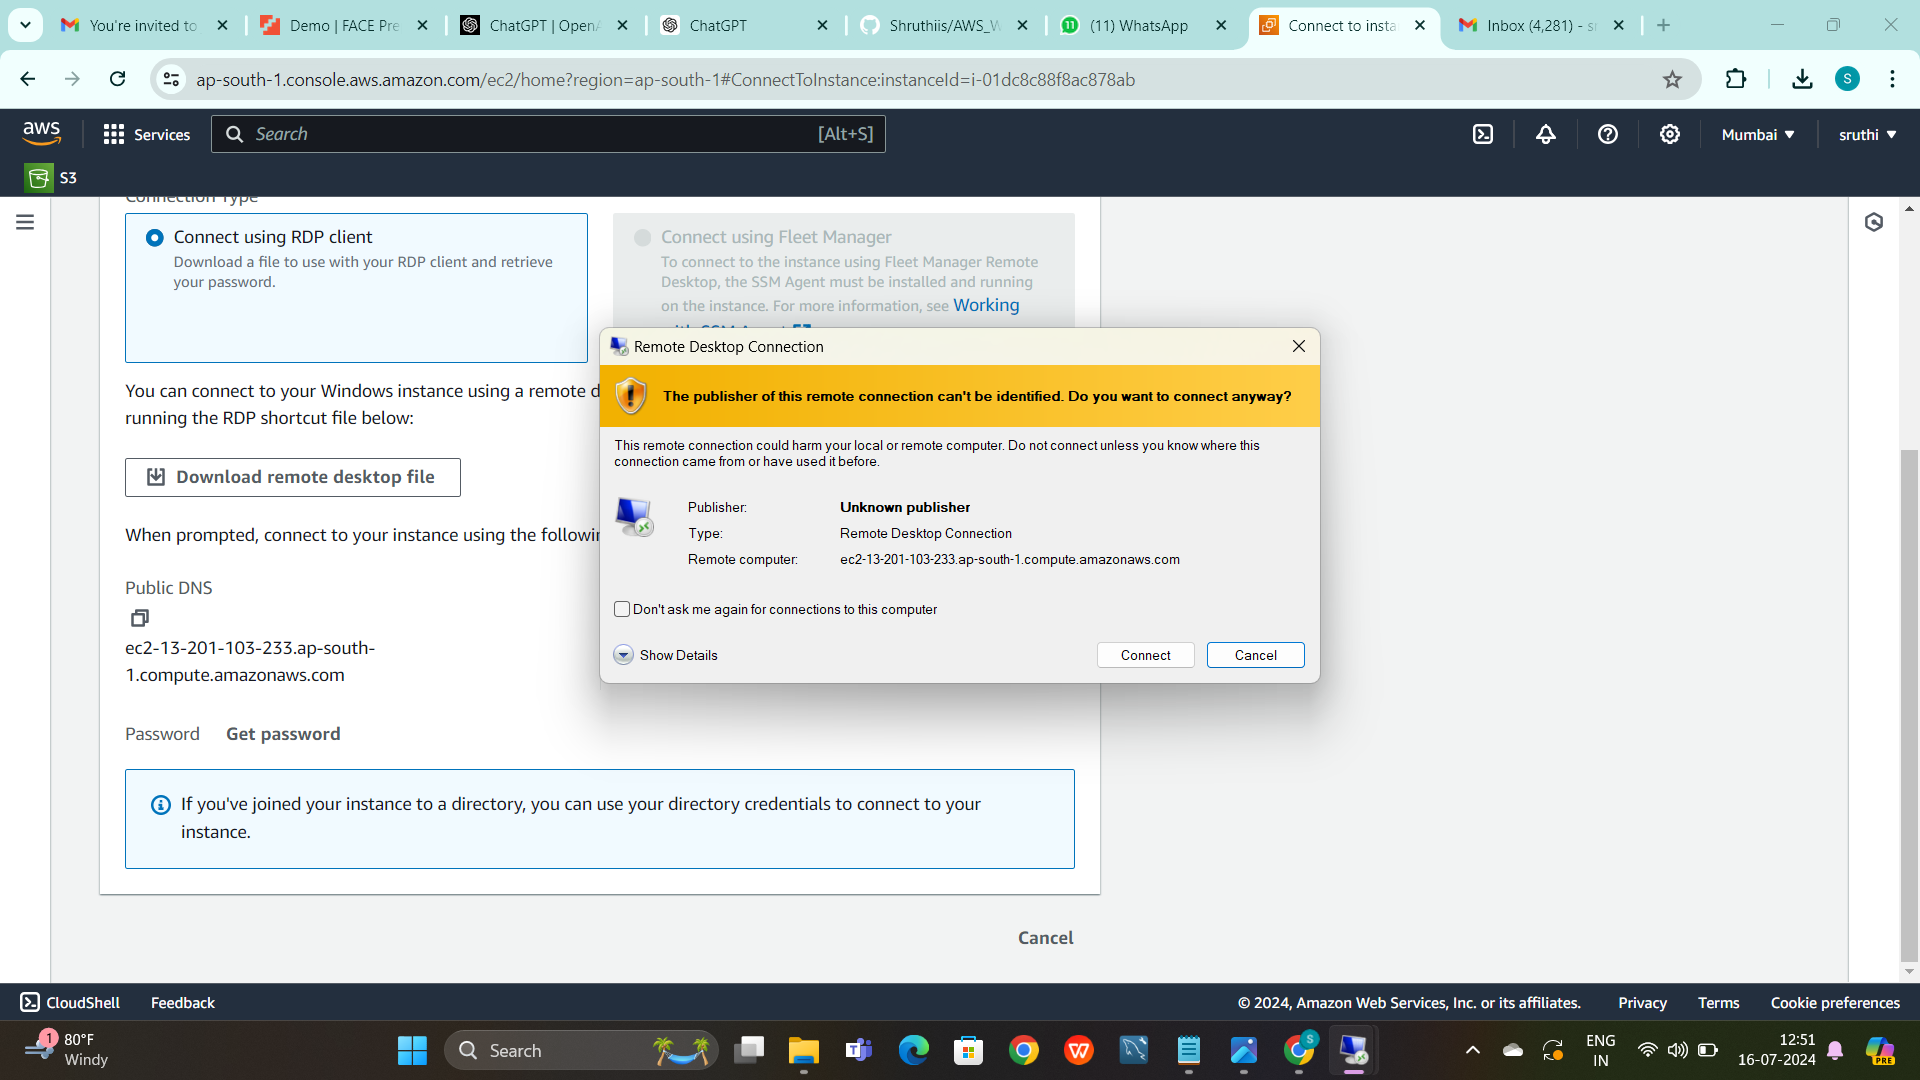 You're invited to
Demo | FACE Pre
ChatGPT | OpenA
ChatGPT
Shruthiis/AWS_W
(11) WhatsApp
Connect to insta
Inbox (4,281) - s
ap-south-1.console.aws.amazon.com/ec2/home?region=ap-south-1#ConnectToInstance:instanceId=i-01dc8c88f8ac878ab
S
aws
Services
Search
[Alt+S]
Mumbai
sruthi
S3
Connection Type
Connect using RDP client
Download a file to use with your RDP client and retrieve
your password.
Connect using Fleet Manager
To connect to the instance using Fleet Manager Remote
Desktop, the SSM Agent must be installed and running
on the instance. For more information, see Working
with SSM Agent
You can connect to your Windows instance using a remote d
running the RDP shortcut file below:
Download remote desktop file
When prompted, connect to your instance using the followin
Public DNS
ec2-13-201-103-233.ap-south-
1.compute.amazonaws.com
Password
Get password
If you've joined your instance to a directory, you can use your directory credentials to connect to your
instance.
Cancel
Remote Desktop Connection
The publisher of this remote connection can't be identified. Do you want to connect anyway?
This remote connection could harm your local or remote computer. Do not connect unless you know where this
connection came from or have used it before.
Publisher:
Unknown publisher
Type:
Remote Desktop Connection
Remote computer:
ec2-13-201-103-233.ap-south-1.compute.amazonaws.com
Don't ask me again for connections to this computer
Show Details
Connect
Cancel
CloudShell
Feedback
© 2024, Amazon Web Services, Inc. or its affiliates.
Privacy
Terms
Cookie preferences
1
80°F
Windy
Search
S
ENG
IN
12:51
16-07-2024
PRE